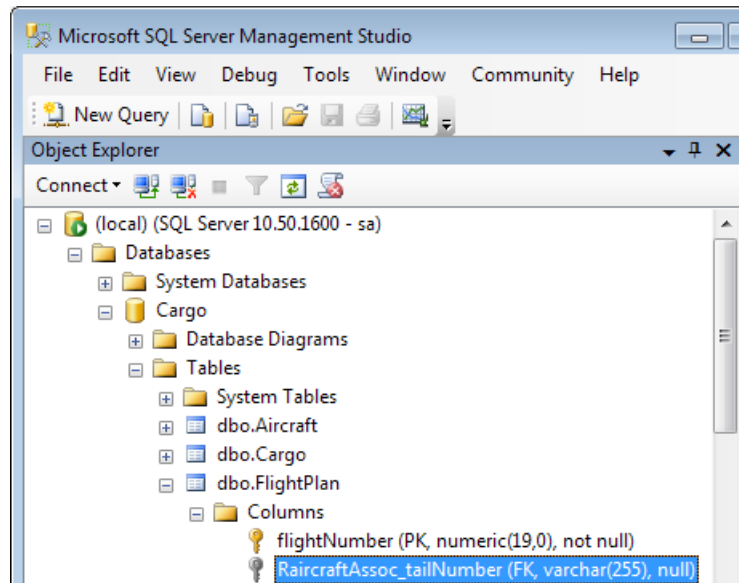 Microsoft SQL Server Management Studio
File Edit View Debug Tools Window Community Help
New Query
Object Explorer
Connect
(local) (SQL Server 10.50.1600 - sa)
Databases
System Databases
Cargo
Database Diagrams
Tables
System Tables
dbo.Aircraft
dbo.Cargo
dbo.FlightPlan
Columns
flightNumber (PK, numeric(19,0), not null)
RaircraftAssoc_tailNumber (FK, varchar(255), null)